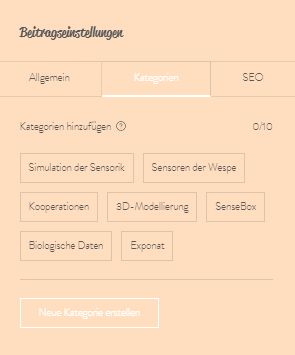 Beitragseinstellungen
Allgemein Kategorien SEO
Kategorien hinzufügen ? 0/10
Simulation der Sensorik Sensoren der Wespe
Kooperationen 3D-Modellierung SenseBox
Biologische Daten Exponat
Neue Kategorie erstellen